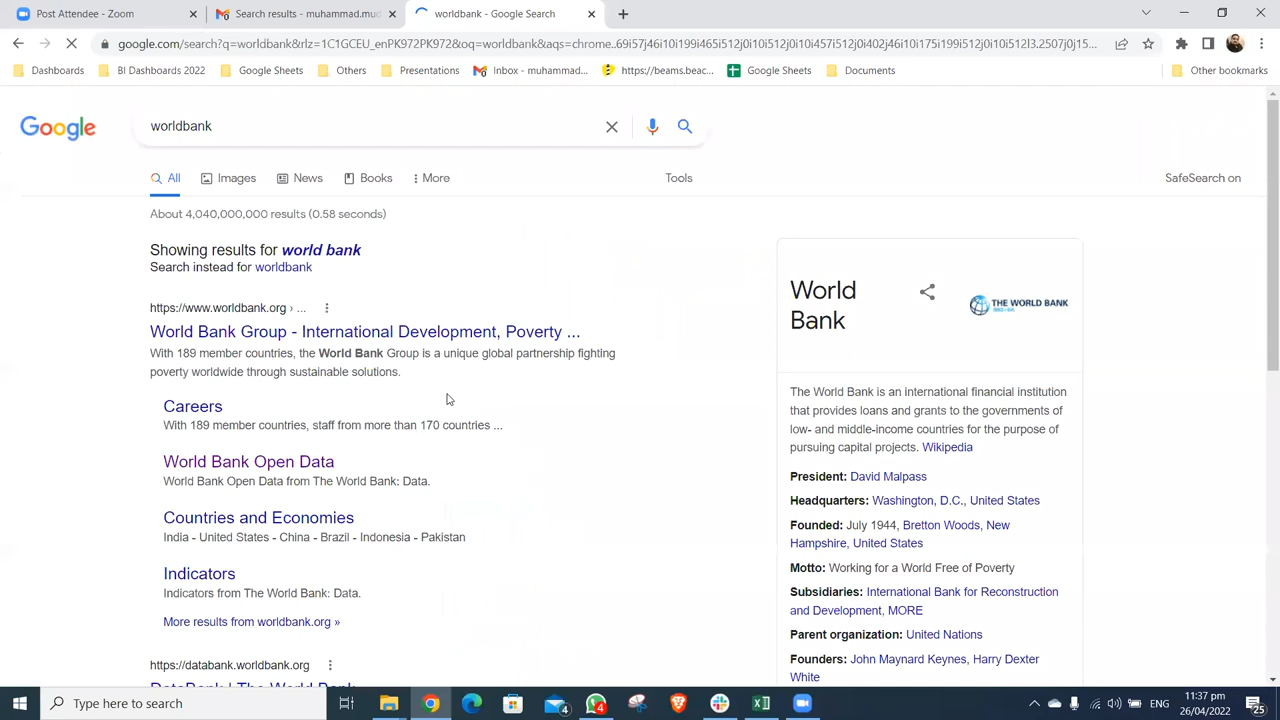 Post Attendee - Zoom
Search results - muhammad.mud
worldbank - Google Search
google.com/search?q=worldbank&rlz=1C1GCEU_enPK972PK972&oq=worldbank&aqs=chrome..69i57j46i10i199i465i512j0i10i512j0i10i457i512j0i402j46i10i175i199i512j0i10i512l3.2507j0j15...
Dashboards
BI Dashboards 2022
Google Sheets
Others
Presentations
Inbox - muhammad...
https://beams.beac...
Google Sheets
Documents
Other bookmarks
Google
worldbank
All
Images
News
Books
More
Tools
SafeSearch on
About 4,040,000,000 results (0.58 seconds)
Showing results for world bank
Search instead for worldbank
https://www.worldbank.org › ...
World Bank Group - International Development, Poverty ...
With 189 member countries, the World Bank Group is a unique global partnership fighting
poverty worldwide through sustainable solutions.
Careers
With 189 member countries, staff from more than 170 countries ...
World Bank Open Data
World Bank Open Data from The World Bank: Data.
Countries and Economies
India - United States - China - Brazil - Indonesia - Pakistan
Indicators
Indicators from The World Bank: Data.
More results from worldbank.org »
https://databank.worldbank.org
DataBank | The World Bank
World
Bank
THE WORLD BANK
The World Bank is an international financial institution
that provides loans and grants to the governments of
low- and middle-income countries for the purpose of
pursuing capital projects. Wikipedia
President: David Malpass
Headquarters: Washington, D.C., United States
Founded: July 1944, Bretton Woods, New
Hampshire, United States
Motto: Working for a World Free of Poverty
Subsidiaries: International Bank for Reconstruction
and Development, MORE
Parent organization: United Nations
Founders: John Maynard Keynes, Harry Dexter
White
Type here to search
4
4
11:37 pm
26/04/2022
25